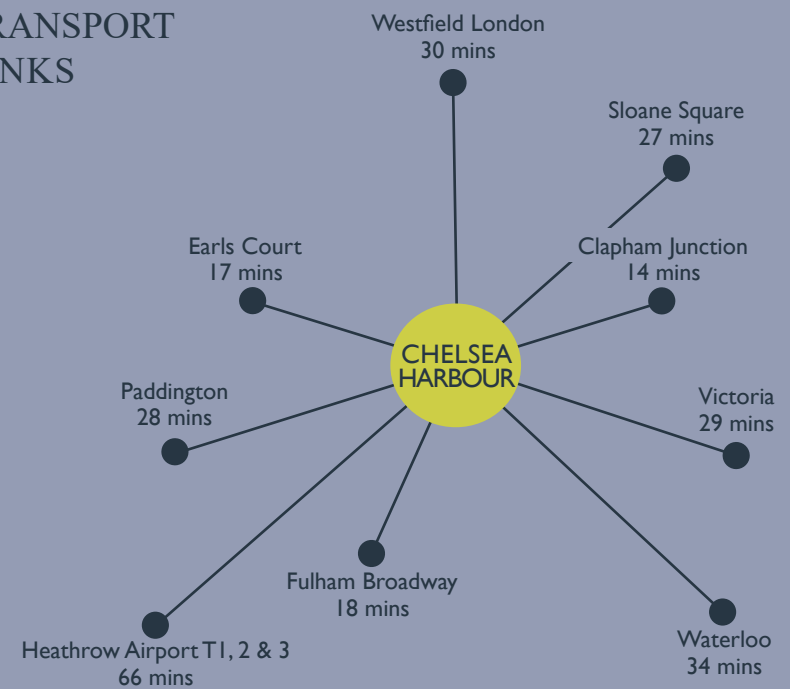 RANSPORT
NKS
Westfield London
30 mins
Sloane Square
27 mins
Earls Court
17 mins
Clapham Junction
14 mins
CHELSEA
HARBOUR
Paddington
28 mins
Victoria
29 mins
Fulham Broadway
18 mins
Heathrow Airport T1, 2 & 3
66 mins
Waterloo
34 mins